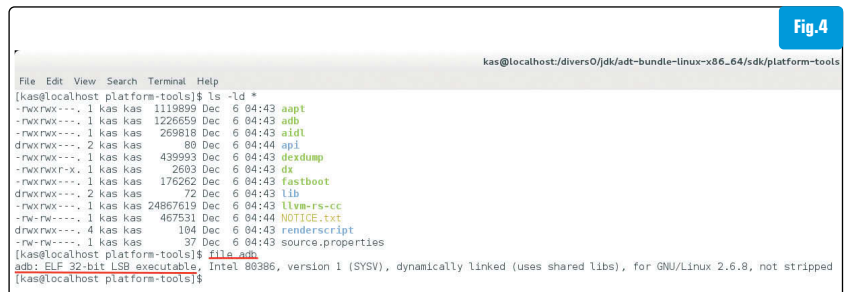 Fig.4
kas@localhost:/divers0/jdk/adt-bundle-linux-x86_64/sdk/platform-tools
File Edit View Search Terminal Help
[kas@localhost platform-tools]$ ls -ld *
-rwxrwx---. 1 kas kas 1119899 Dec 6 04:43 aapt
-rwxrwx---. 1 kas kas 1226659 Dec 6 04:43 adb
-rwxrwx---. 1 kas kas 269818 Dec 6 04:43 aidl
drwxrwx---. 2 kas kas 80 Dec 6 04:44 api
-rwxrwx---. 1 kas kas 439993 Dec 6 04:43 dexdump
-rwxrwxr-x. 1 kas kas 2603 Dec 6 04:43 dx
-rwxrwx---. 1 kas kas 176262 Dec 6 04:43 fastboot
drwxrwx---. 2 kas kas 72 Dec 6 04:43 lib
-rwxrwx---. 1 kas kas 24867619 Dec 6 04:43 llvm-rs-cc
-rw-rw----. 1 kas kas 467531 Dec 6 04:44 NOTICE.txt
drwxrwx---. 4 kas kas 104 Dec 6 04:43 renderscript
-rw-rw----. 1 kas kas 37 Dec 6 04:43 source.properties
[kas@localhost platform-tools]$ file adb
adb: ELF 32-bit LSB executable, Intel 80386, version 1 (SYSV), dynamically linked (uses shared libs), for GNU/Linux 2.6.8, not stripped
[kas@localhost platform-tools]$